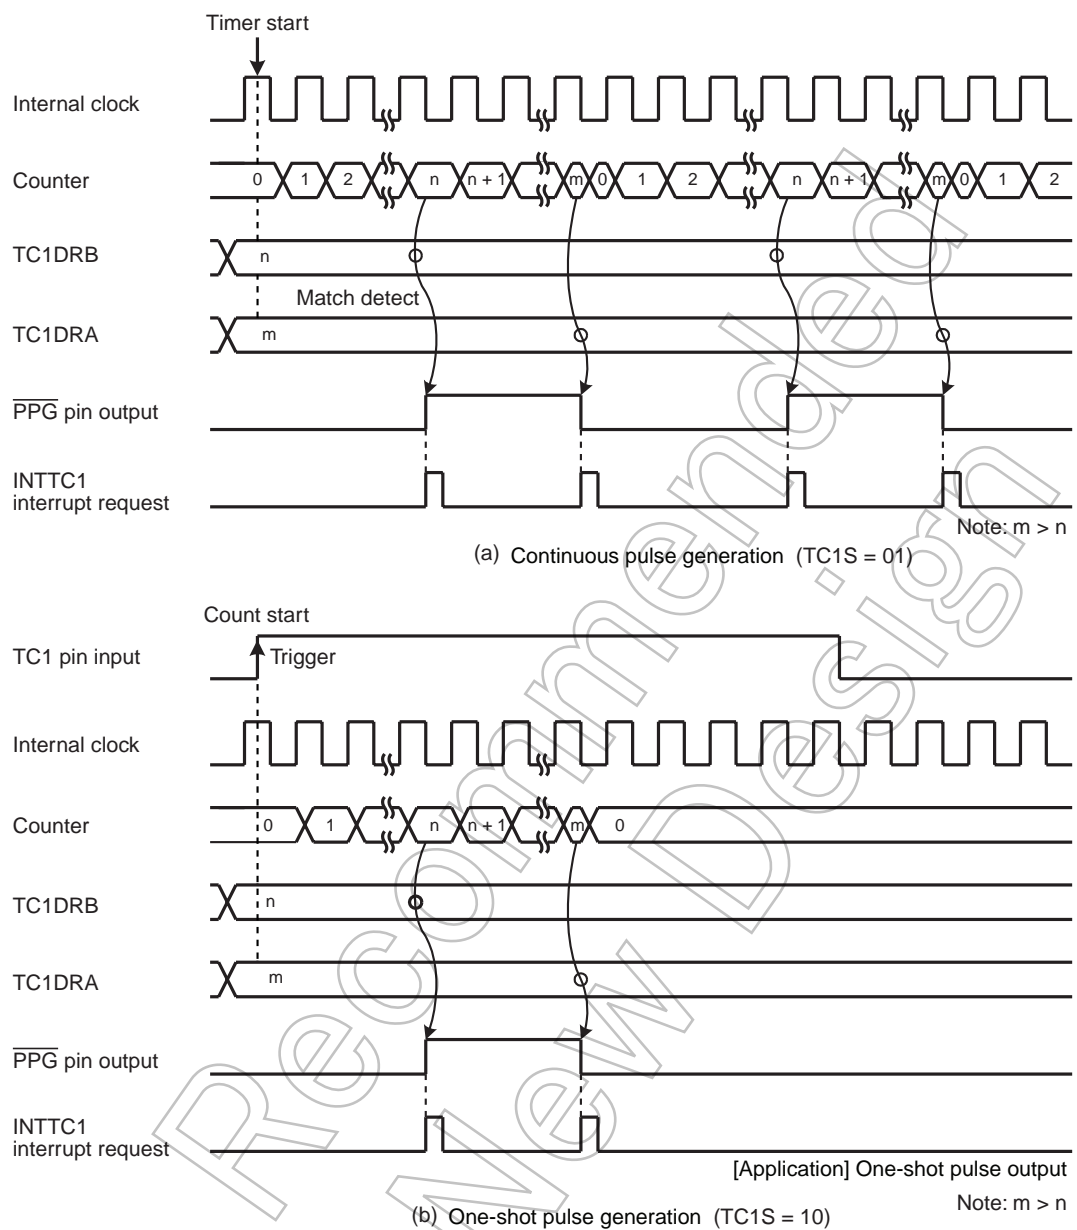 Timer start
Internal clock
Counter 0 1 2 n n + 1 m 0 1 2 n n + 1 m 0 1 2
TC1DRB n
Match detect
TC1DRA m
PPG pin output
INTTC1
interrupt request
Note: m > n
(a) Continuous pulse generation (TC1S = 01)
Count start
TC1 pin input Trigger
Internal clock
Counter 0 1 n n + 1 m 0
TC1DRB n
TC1DRA m
PPG pin output
INTTC1
interrupt request
[Application] One-shot pulse output
Note: m > n
(b) One-shot pulse generation (TC1S = 10)
Recommended
New Design